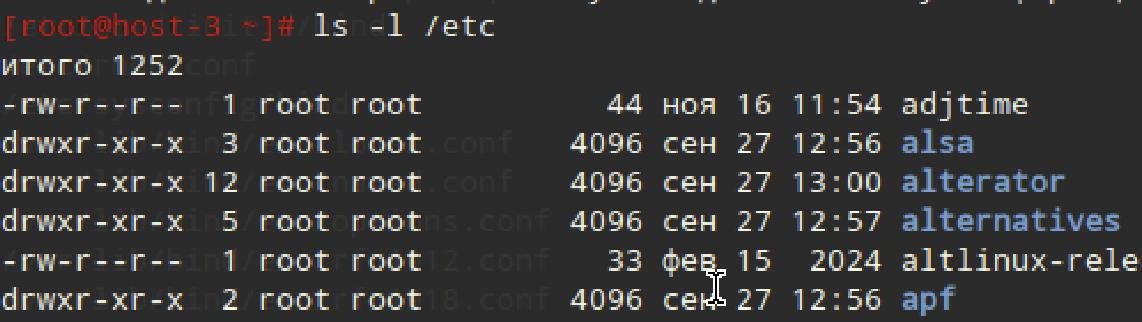 [root@host-3 ~]# ls -l /etc
итого 1252
-rw-r--r--  1 root root          44 ноя 16 11:54 adjtime
drwxr-xr-x  3 root root        4096 сен 27 12:56 alsa
drwxr-xr-x 12 root root        4096 сен 27 13:00 alterator
drwxr-xr-x  5 root root        4096 сен 27 12:57 alternatives
-rw-r--r--  1 root root          33 фев 15  2024 altlinux-rele
drwxr-xr-x  2 root root        4096 сен 27 12:56 apf